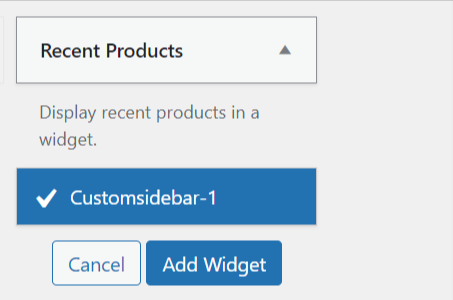 Recent Products
Display recent products in a
widget.
Customsidebar-1
Cancel
Add Widget